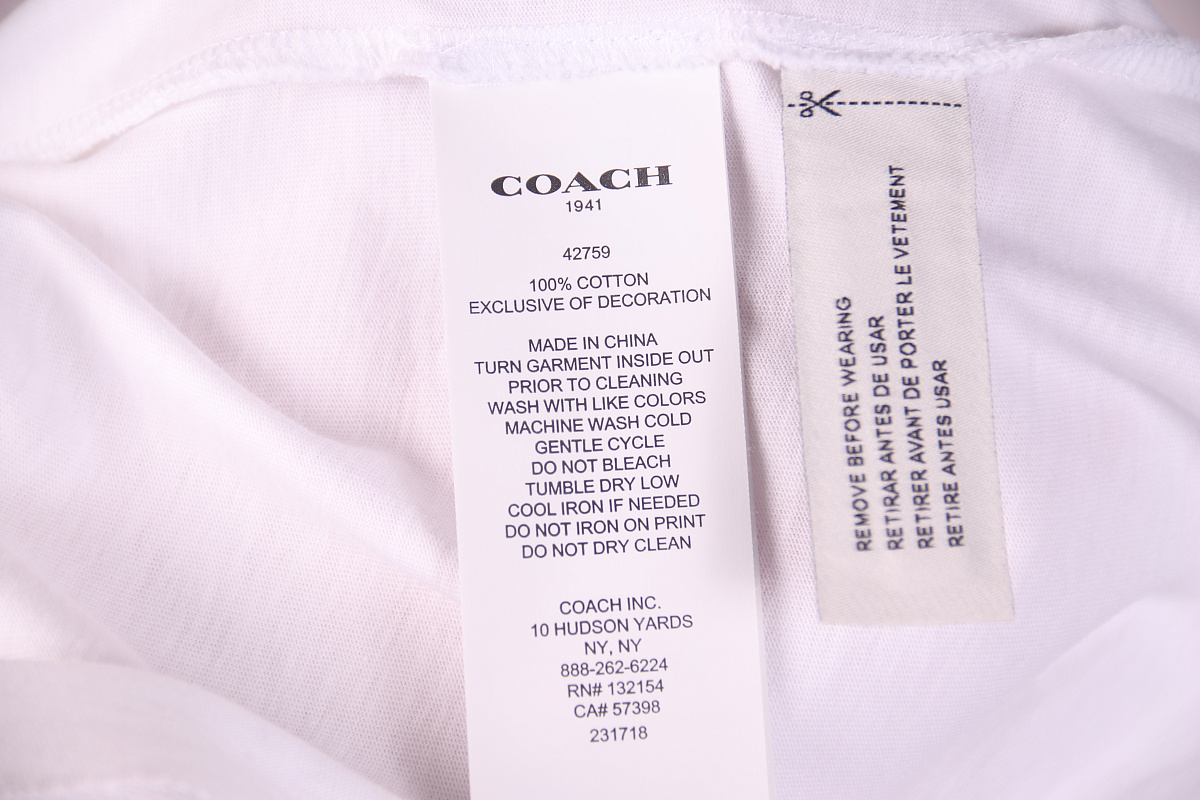 COACH
1941
42759
100% COTTON
EXCLUSIVE OF DECORATION
MADE IN CHINA
TURN GARMENT INSIDE OUT
PRIOR TO CLEANING
WASH WITH LIKE COLORS
MACHINE WASH COLD
GENTLE CYCLE
DO NOT BLEACH
TUMBLE DRY LOW
COOL IRON IF NEEDED
DO NOT IRON ON PRINT
DO NOT DRY CLEAN
COACH INC.
10 HUDSON YARDS
NY, NY
888-262-6224
RN# 132154
CA# 57398
231718
REMOVE BEFORE WEARING
RETIRAR ANTES DE USAR
RETIRER AVANT DE PORTER LE VETEMENT
RETIRE ANTES USAR